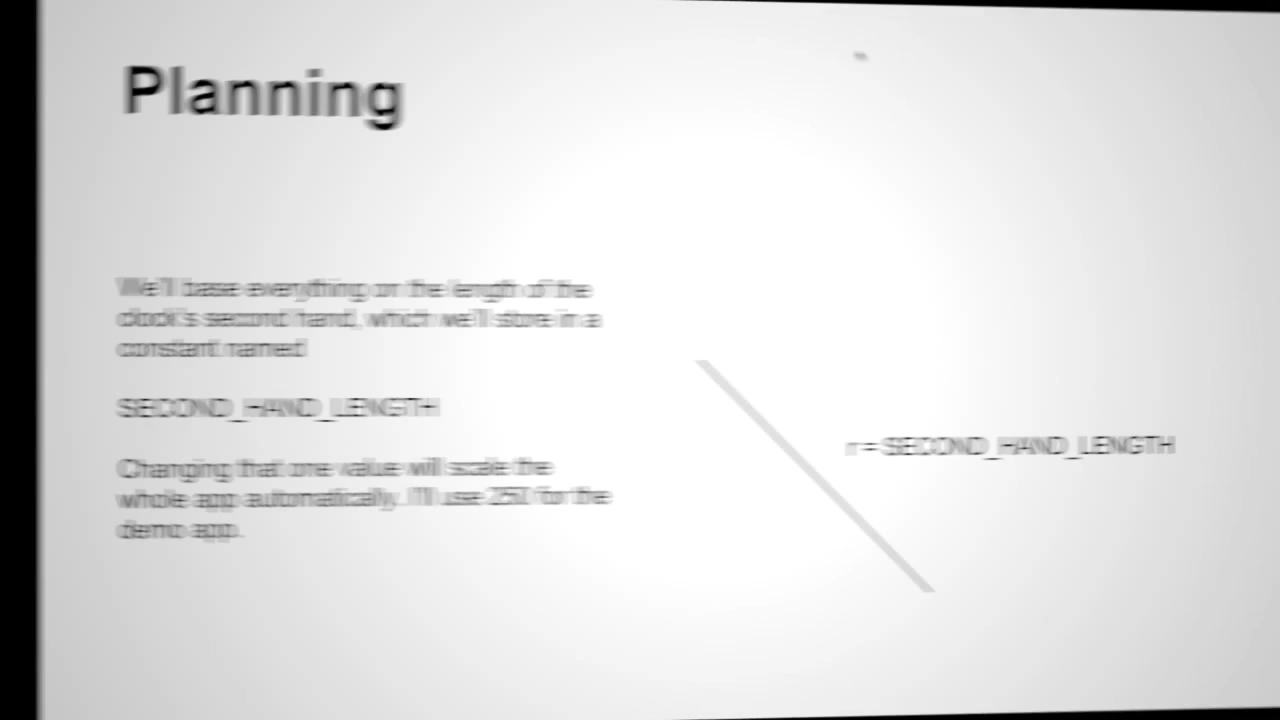 Planning
We'll base everything on the length of the
clock's second hand, which we'll store in a
constant named
SECOND_HAND_LENGTH
Changing that one value will scale the
whole app automatically. I'll use 250 for the
demo app.
r = SECOND_HAND_LENGTH